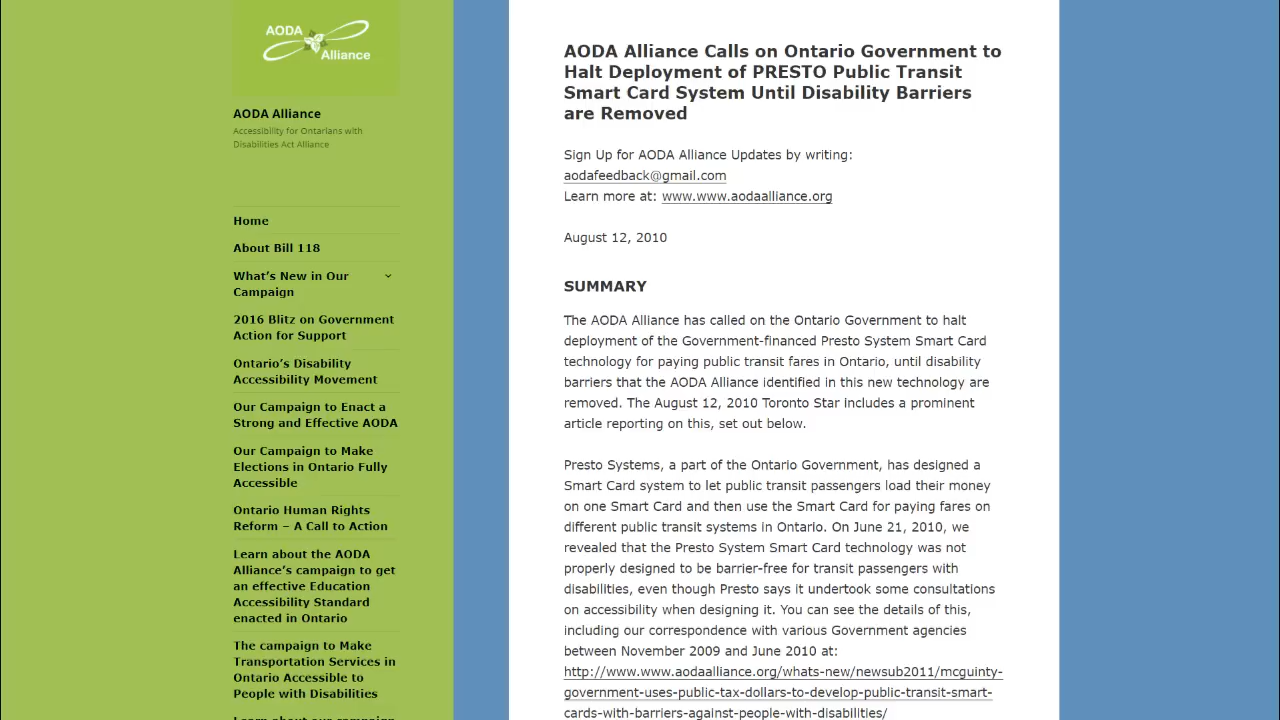 AODA
Alliance
AODA Alliance
Accessibility for Ontarians with
Disabilities Act Alliance
Home
About Bill 118
What’s New in Our
Campaign
2016 Blitz on Government
Action for Support
Ontario’s Disability
Accessibility Movement
Our Campaign to Enact a
Strong and Effective AODA
Our Campaign to Make
Elections in Ontario Fully
Accessible
Ontario Human Rights
Reform – A Call to Action
Learn about the AODA
Alliance’s campaign to get
an effective Education
Accessibility Standard
enacted in Ontario
The campaign to Make
Transportation Services in
Ontario Accessible to
People with Disabilities
Learn about our campaign
AODA Alliance Calls on Ontario Government to
Halt Deployment of PRESTO Public Transit
Smart Card System Until Disability Barriers
are Removed
Sign Up for AODA Alliance Updates by writing:
aodafeedback@gmail.com
Learn more at: www.www.aodaalliance.org
August 12, 2010
SUMMARY
The AODA Alliance has called on the Ontario Government to halt
deployment of the Government-financed Presto System Smart Card
technology for paying public transit fares in Ontario, until disability
barriers that the AODA Alliance identified in this new technology are
removed. The August 12, 2010 Toronto Star includes a prominent
article reporting on this, set out below.
Presto Systems, a part of the Ontario Government, has designed a
Smart Card system to let public transit passengers load their money
on one Smart Card and then use the Smart Card for paying fares on
different public transit systems in Ontario. On June 21, 2010, we
revealed that the Presto System Smart Card technology was not
properly designed to be barrier-free for transit passengers with
disabilities, even though Presto says it undertook some consultations
on accessibility when designing it. You can see the details of this,
including our correspondence with various Government agencies
between November 2009 and June 2010 at:
http://www.www.aodaalliance.org/whats-new/newsub2011/mcguinty-
government-uses-public-tax-dollars-to-develop-public-transit-smart-
cards-with-barriers-against-people-with-disabilities/